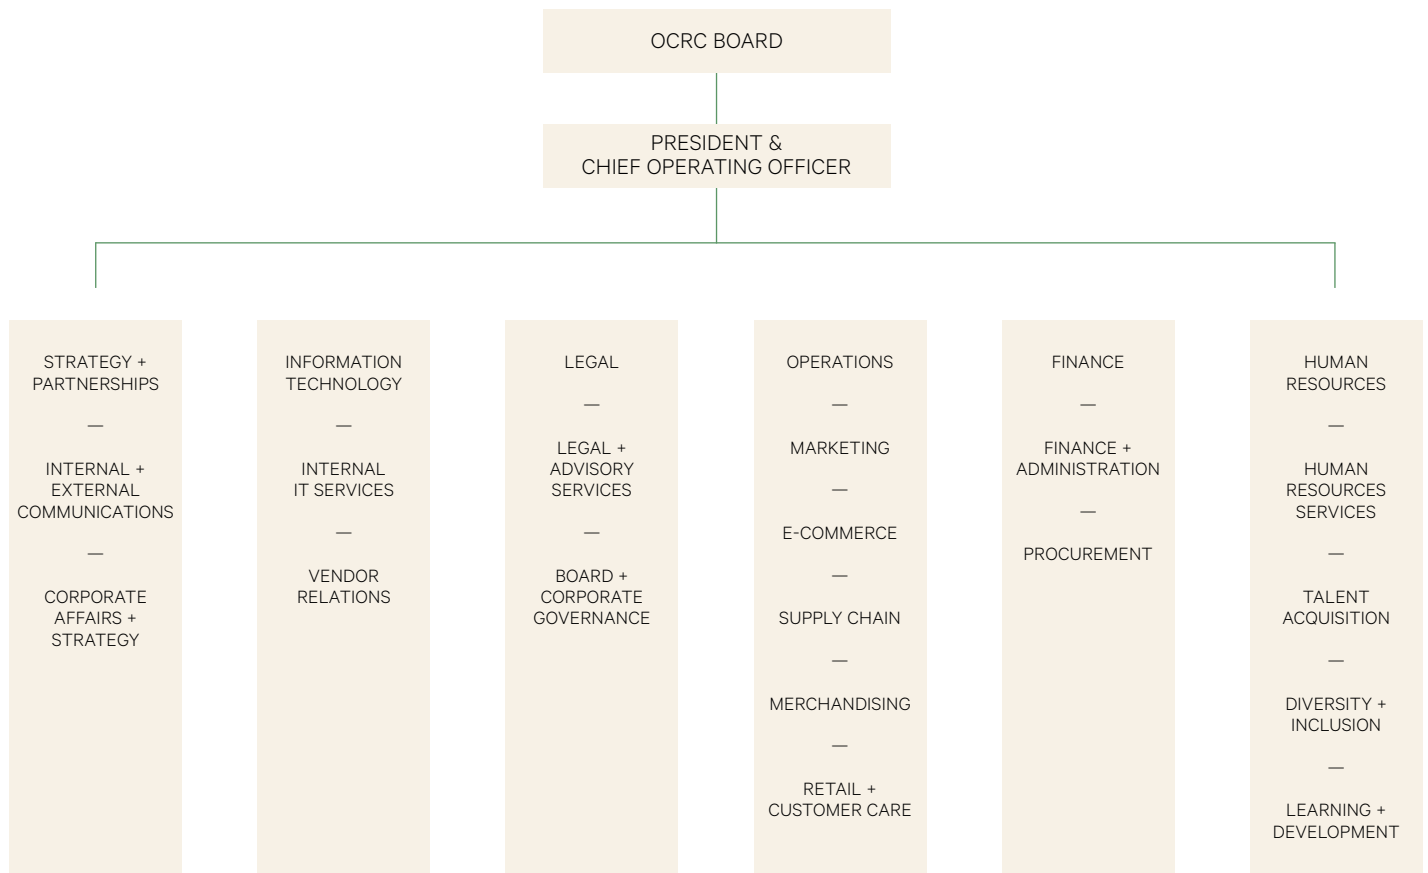 OCRC BOARD
PRESIDENT &
CHIEF OPERATING OFFICER
STRATEGY +
PARTNERSHIPS
—
INTERNAL +
EXTERNAL
COMMUNICATIONS
—
CORPORATE
AFFAIRS +
STRATEGY
INFORMATION
TECHNOLOGY
—
INTERNAL
IT SERVICES
—
VENDOR
RELATIONS
LEGAL
—
LEGAL +
ADVISORY
SERVICES
—
BOARD +
CORPORATE
GOVERNANCE
OPERATIONS
—
MARKETING
—
E-COMMERCE
—
SUPPLY CHAIN
—
MERCHANDISING
—
RETAIL +
CUSTOMER CARE
FINANCE
—
FINANCE +
ADMINISTRATION
—
PROCUREMENT
HUMAN
RESOURCES
—
HUMAN
RESOURCES
SERVICES
—
TALENT
ACQUISITION
—
DIVERSITY +
INCLUSION
—
LEARNING +
DEVELOPMENT